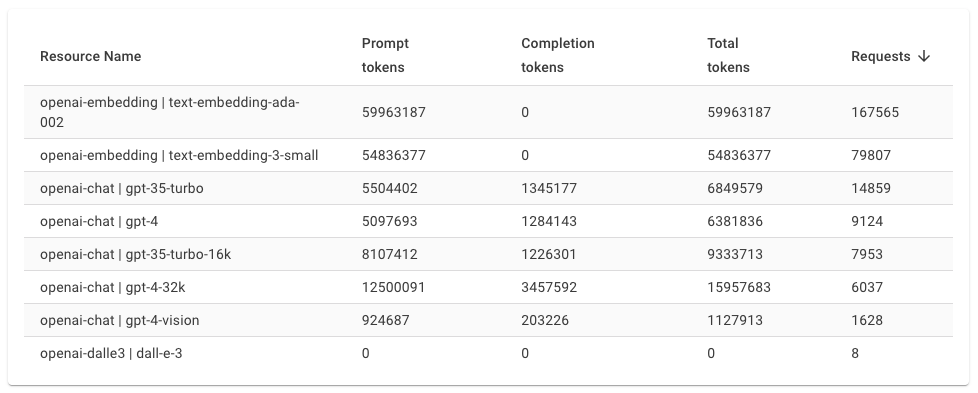 Resource Name Prompt tokens Completion tokens Total tokens Requests ↓
openai-embedding | text-embedding-ada-
002 59963187 0 59963187 167565
openai-embedding | text-embedding-3-small 54836377 0 54836377 79807
openai-chat | gpt-35-turbo 5504402 1345177 6849579 14859
openai-chat | gpt-4 5097693 1284143 6381836 9124
openai-chat | gpt-35-turbo-16k 8107412 1226301 9333713 7953
openai-chat | gpt-4-32k 12500091 3457592 15957683 6037
openai-chat | gpt-4-vision 924687 203226 1127913 1628
openai-dalle3 | dall-e-3 0 0 0 8